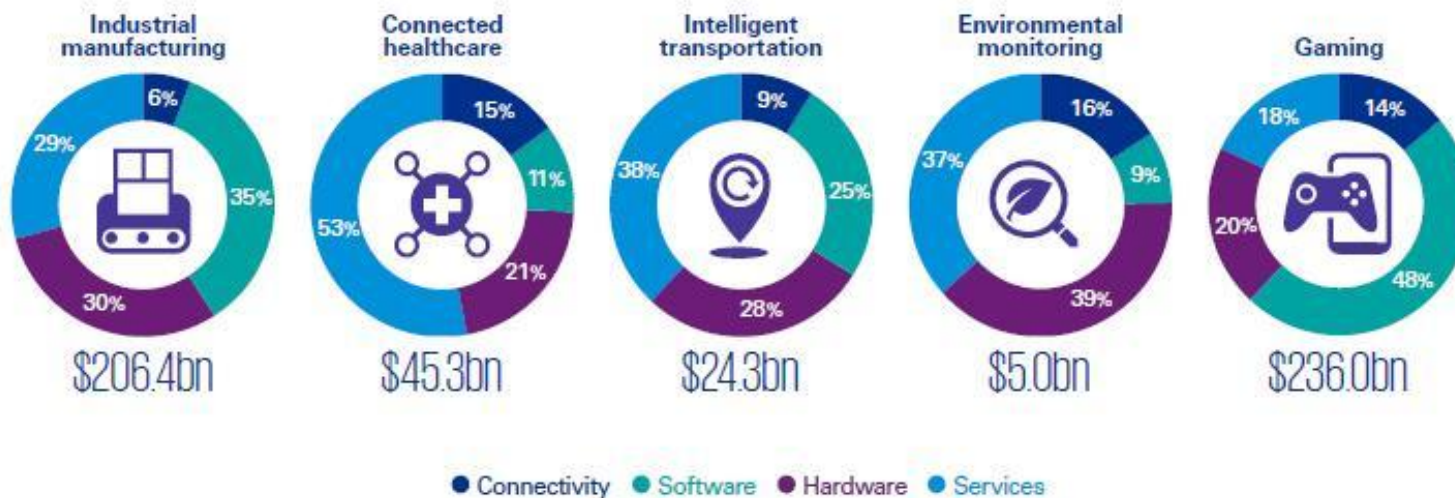 Industrial
manufacturing
6%
35%
30%
29%
$206.4bn
Connected
healthcare
15%
11%
21%
53%
$45.3bn
Intelligent
transportation
9%
25%
28%
38%
$24.3bn
Environmental
monitoring
16%
9%
39%
37%
$5.0bn
Gaming
14%
48%
20%
18%
$236.0bn
Connectivity Software Hardware Services